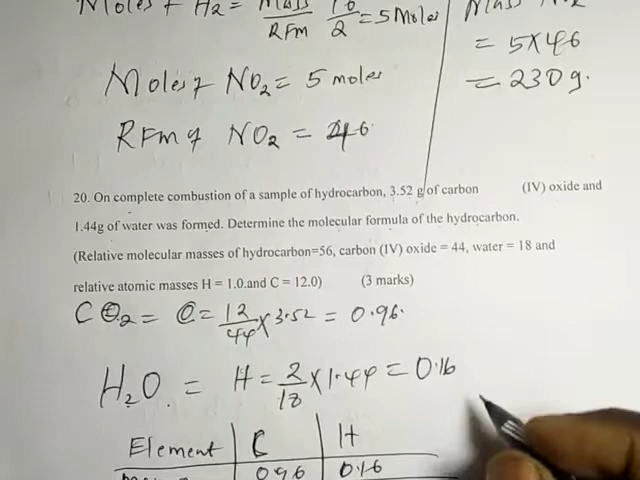 Moles of H2 = Mass / RFM 10 / 2 = 5 Moles
= 5 x 46
= 230g.
Moles of NO2 = 5 moles
RFM of NO2 = 46
20. On complete combustion of a sample of hydrocarbon, 3.52 g of carbon (IV) oxide and
1.44g of water was formed. Determine the molecular formula of the hydrocarbon.
(Relative molecular masses of hydrocarbon=56, carbon (IV) oxide = 44, water = 18 and
relative atomic masses H = 1.0.and C = 12.0) (3 marks)
CO2 = C = 12/44 x 3.52 = 0.96
H2O = H = 2/18 x 1.44 = 0.16
Element | C | H
0.96 | 0.16